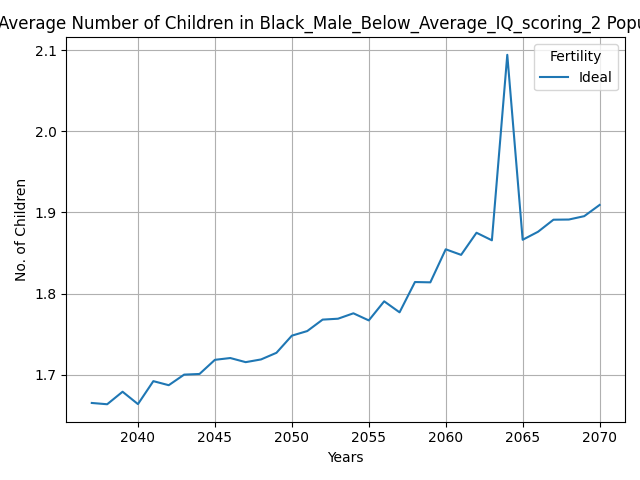 Average Number of Children in Black_Male_Below_Average_IQ_scoring_2 Popu
2.1
2.0
1.9
1.8
1.7
No. of Children
Fertility
Ideal
2040 2045 2050 2055 2060 2065 2070
Years